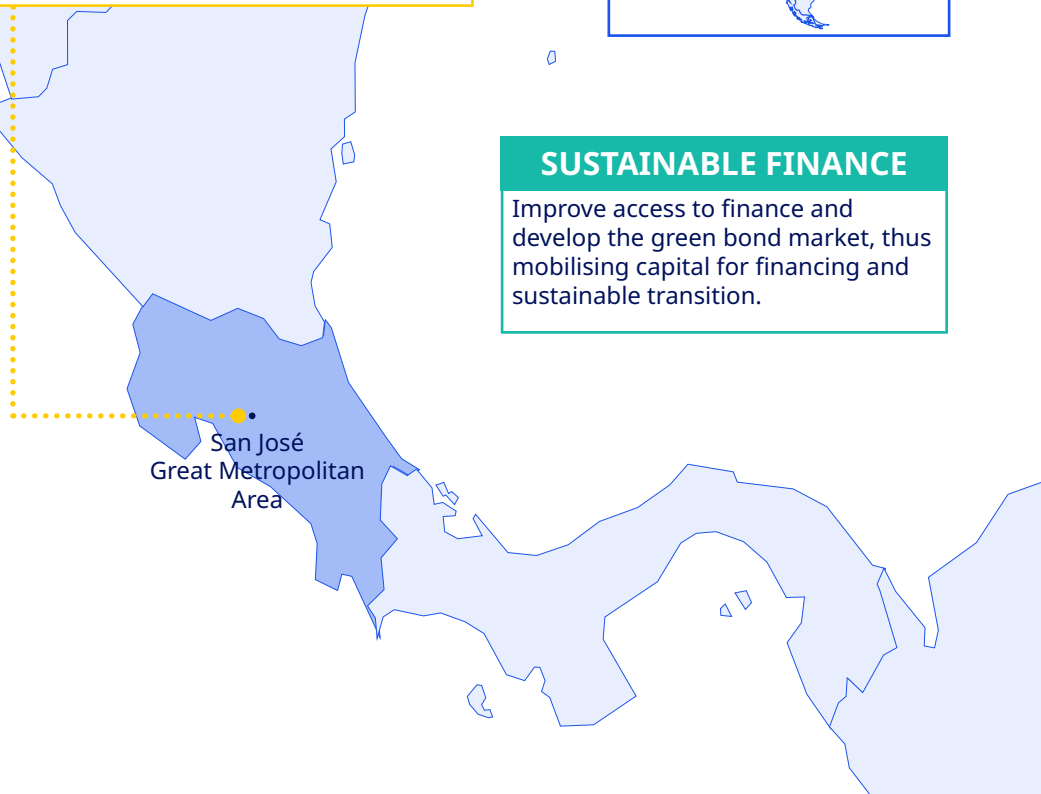 SUSTAINABLE FINANCE
Improve access to finance and
develop the green bond market, thus
mobilising capital for financing and
sustainable transition.
San José
Great Metropolitan
Area